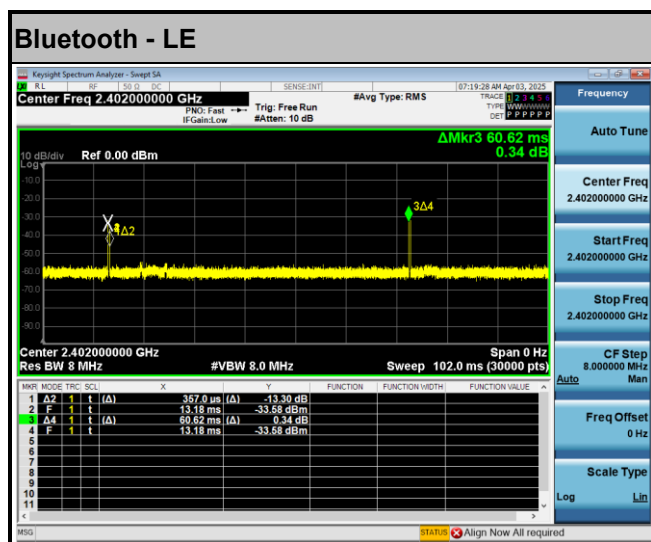 Bluetooth - LE
Keysight Spectrum Analyzer - Swept SA
RL RF 50 Ω DC SENSE:INT 07:19:28 AM Apr 03, 2025
Center Freq 2.402000000 GHz #Avg Type: RMS TRACE 1 2 3 4 5 6
PNO: Fast Trig: Free Run TYPE WWWWWW
IFGain:Low #Atten: 10 dB DET P P P P P P
ΔMkr3 60.62 ms
0.34 dB
10 dB/div Ref 0.00 dBm
Log
-10.0
-20.0
-30.0
-40.0
-50.0
-60.0
-70.0
-80.0
-90.0
1Δ2
3Δ4
Center 2.402000000 GHz Span 0 Hz
Res BW 8 MHz #VBW 8.0 MHz Sweep 102.0 ms (30000 pts)
MKR MODE TRC SCL X Y FUNCTION FUNCTION WIDTH FUNCTION VALUE
1 Δ2 1 t (Δ) 357.0 µs (Δ) -13.30 dB
2 F 1 t 13.18 ms -33.58 dBm
3 Δ4 1 t (Δ) 60.62 ms (Δ) 0.34 dB
4 F 1 t 13.18 ms -33.58 dBm
5
6
7
8
9
10
11
MSG STATUS Align Now All required
Frequency
Auto Tune
Center Freq
2.402000000 GHz
Start Freq
2.402000000 GHz
Stop Freq
2.402000000 GHz
CF Step
8.000000 MHz
Auto Man
Freq Offset
0 Hz
Scale Type
Log Lin